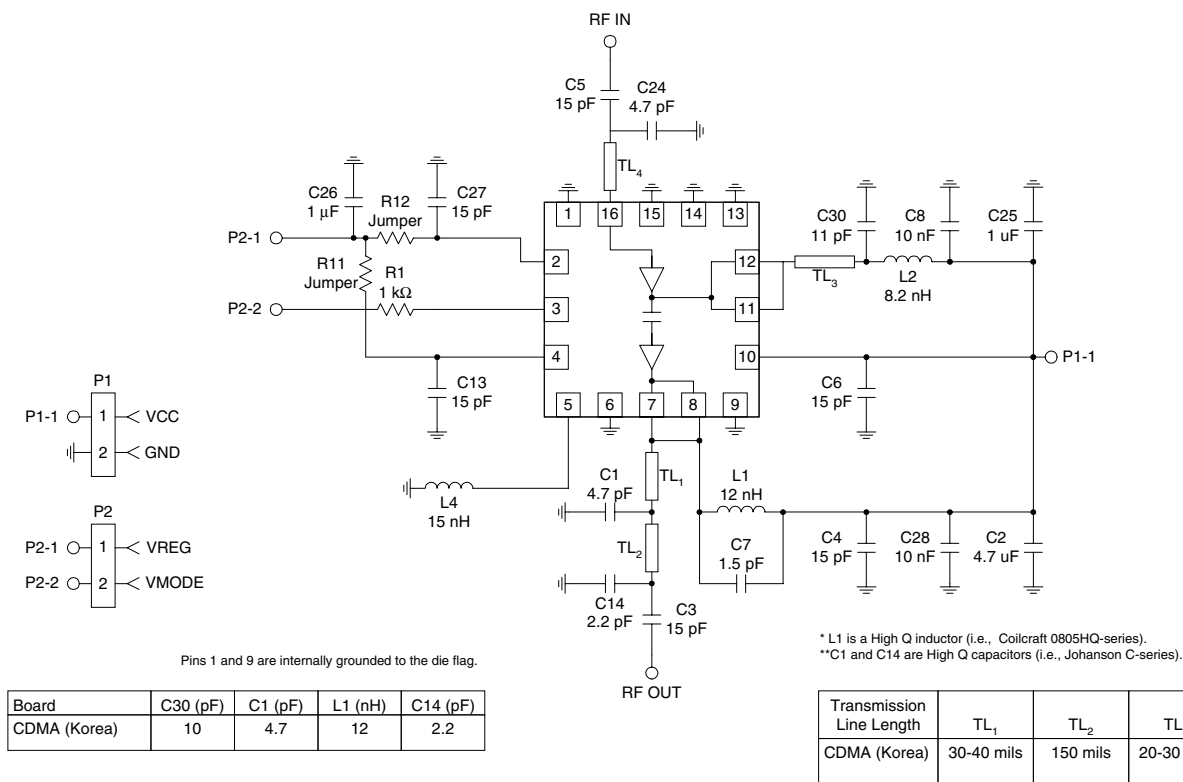 RF IN
C5
15 pF
C24
4.7 pF
TL4
C26
1 µF
R12
Jumper
C27
15 pF
P2-1
R11
Jumper
R1
1 kΩ
P2-2
C13
15 pF
1
16
15
14
13
2
3
4
12
11
10
5
6
7
8
9
C30
11 pF
C8
10 nF
C25
1 uF
TL3
L2
8.2 nH
P1-1
C6
15 pF
P1
P1-1
1
VCC
2
GND
P2
P2-1
1
VREG
P2-2
2
VMODE
L4
15 nH
C1
4.7 pF
TL1
TL2
C14
2.2 pF
C3
15 pF
RF OUT
L1
12 nH
C7
1.5 pF
C4
15 pF
C28
10 nF
C2
4.7 uF
* L1 is a High Q inductor (i.e., Coilcraft 0805HQ-series).
**C1 and C14 are High Q capacitors (i.e., Johanson C-series).
Pins 1 and 9 are internally grounded to the die flag.
Board C30 (pF) C1 (pF) L1 (nH) C14 (pF)
CDMA (Korea) 10 4.7 12 2.2
Transmission
Line Length TL1 TL2 TL
CDMA (Korea) 30-40 mils 150 mils 20-30